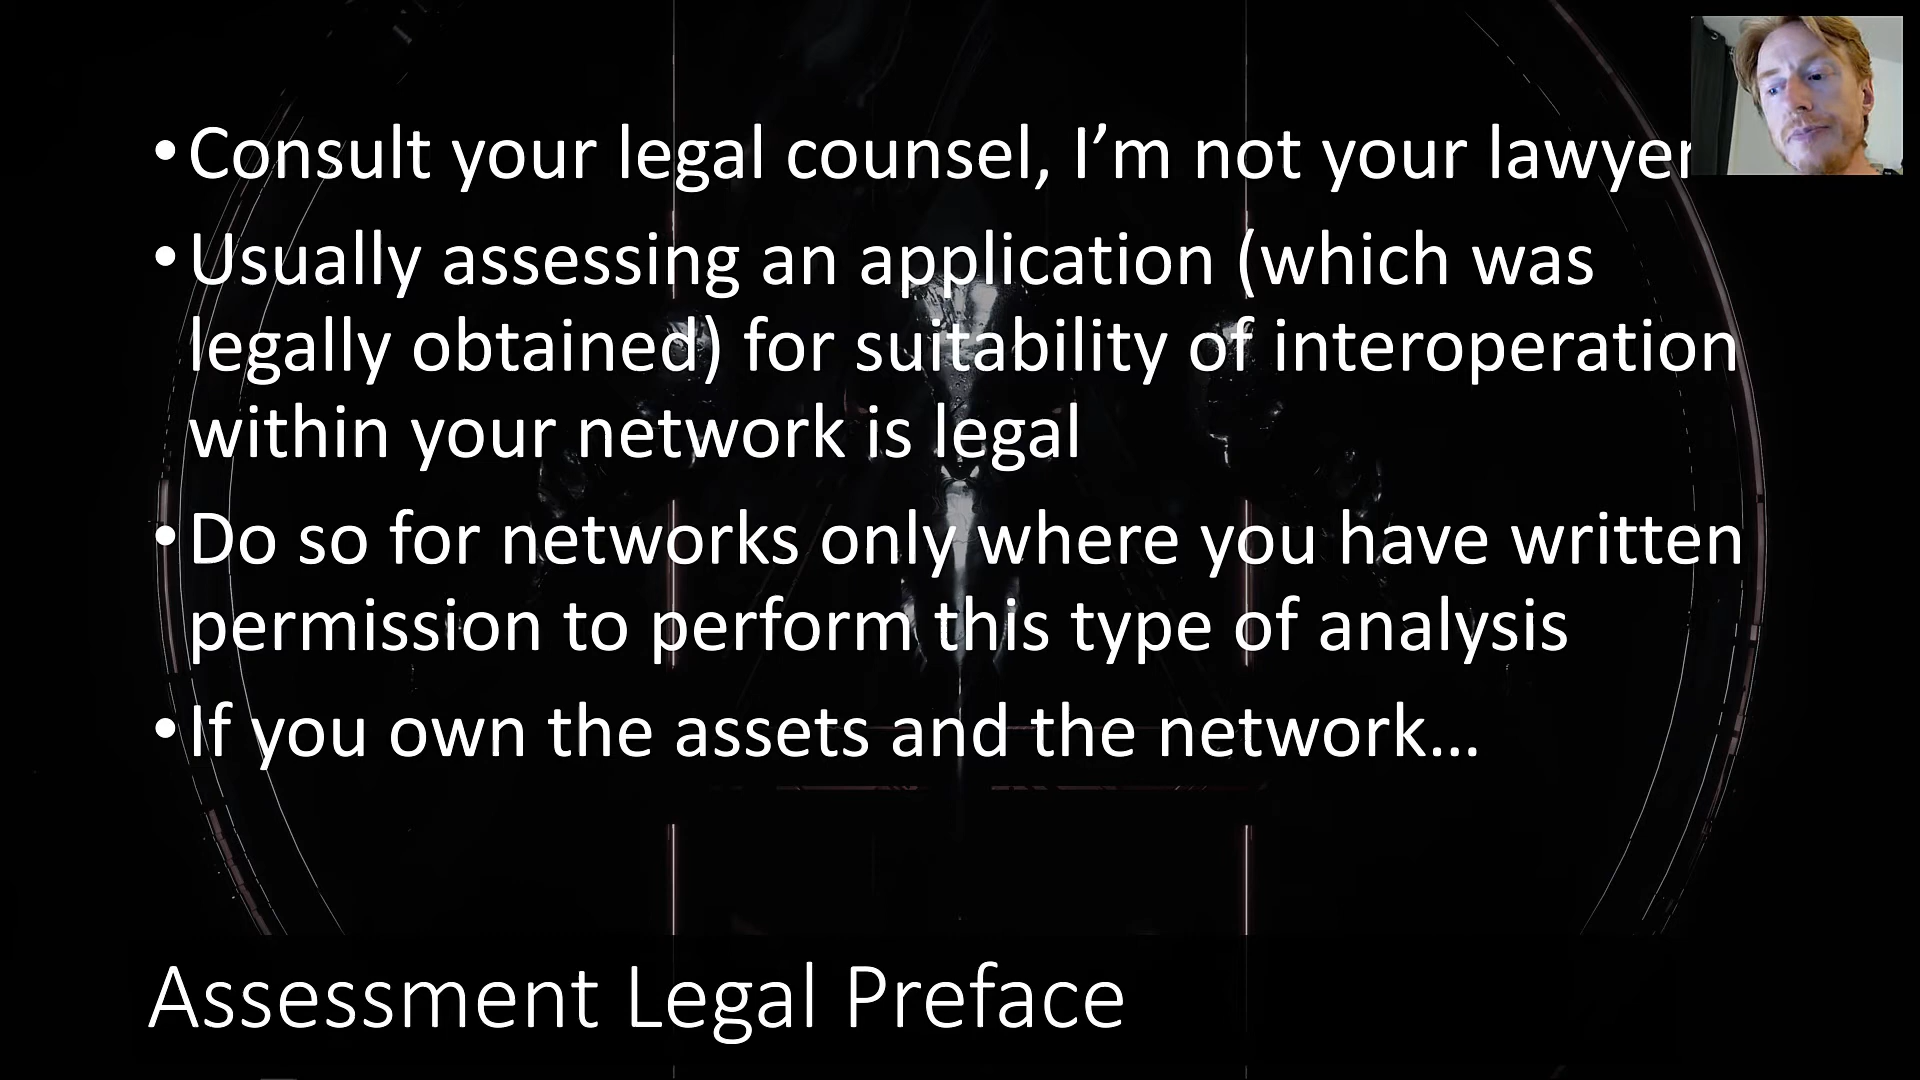 •Consult your legal counsel, I’m not your lawyer
•Usually assessing an application (which was
legally obtained) for suitability of interoperation
within your network is legal
•Do so for networks only where you have written
permission to perform this type of analysis
•If you own the assets and the network…
Assessment Legal Preface